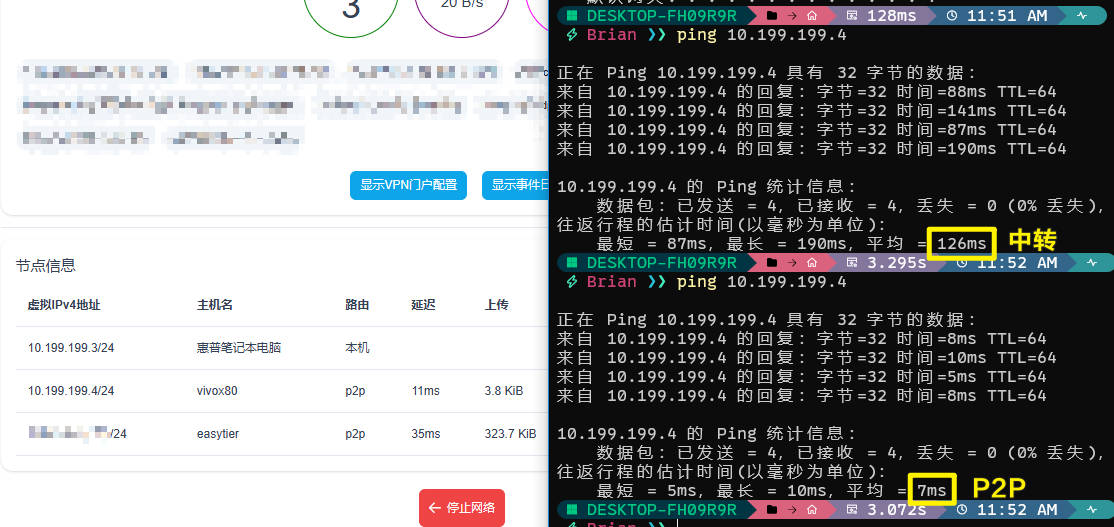 3
20 B/s
显示VPN门户配置
显示事件日
节点信息
虚拟IPv4地址 主机名 路由 延迟 上传
10.199.199.3/24 惠普笔记本电脑 本机
10.199.199.4/24 vivox80 p2p 11ms 3.8 KiB
/24 easytier p2p 35ms 323.7 KiB
停止网络
DESKTOP-FH09R9R 128ms 11:51 AM
Brian ❯❯ ping 10.199.199.4
正在 Ping 10.199.199.4 具有 32 字节的数据:
来自 10.199.199.4 的回复: 字节=32 时间=88ms TTL=64
来自 10.199.199.4 的回复: 字节=32 时间=141ms TTL=64
来自 10.199.199.4 的回复: 字节=32 时间=87ms TTL=64
来自 10.199.199.4 的回复: 字节=32 时间=190ms TTL=64
10.199.199.4 的 Ping 统计信息:
数据包: 已发送 = 4, 已接收 = 4, 丢失 = 0 (0% 丢失),
往返行程的估计时间(以毫秒为单位):
最短 = 87ms, 最长 = 190ms, 平均 = 126ms 中转
DESKTOP-FH09R9R 3.295s 11:52 AM
Brian ❯❯ ping 10.199.199.4
正在 Ping 10.199.199.4 具有 32 字节的数据:
来自 10.199.199.4 的回复: 字节=32 时间=8ms TTL=64
来自 10.199.199.4 的回复: 字节=32 时间=10ms TTL=64
来自 10.199.199.4 的回复: 字节=32 时间=5ms TTL=64
来自 10.199.199.4 的回复: 字节=32 时间=8ms TTL=64
10.199.199.4 的 Ping 统计信息:
数据包: 已发送 = 4, 已接收 = 4, 丢失 = 0 (0% 丢失),
往返行程的估计时间(以毫秒为单位):
最短 = 5ms, 最长 = 10ms, 平均 = 7ms P2P
DESKTOP-FH09R9R 3.072s 11:52 AM